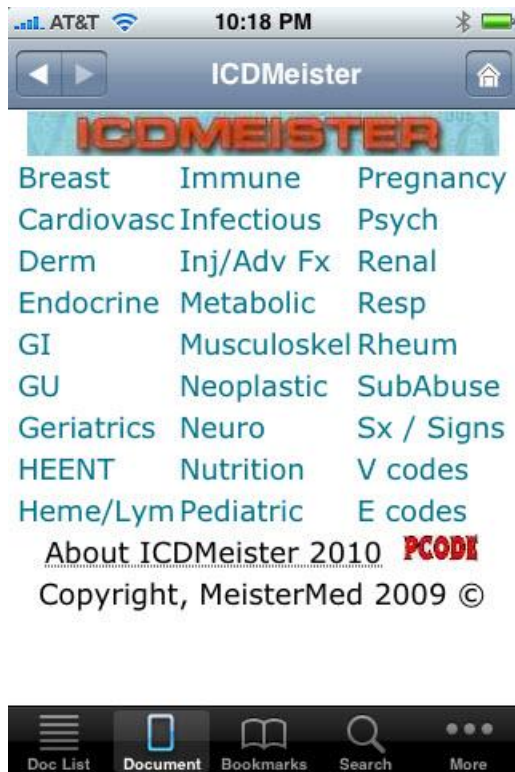 AT&T 10:18 PM
ICDMeister
ICDMEISTER
Breast Immune Pregnancy
Cardiovasc Infectious Psych
Derm Inj/Adv Fx Renal
Endocrine Metabolic Resp
GI Musculoskel Rheum
GU Neoplastic SubAbuse
Geriatrics Neuro Sx / Signs
HEENT Nutrition V codes
Heme/Lym Pediatric E codes
About ICDMeister 2010 PCODE
Copyright, MeisterMed 2009 ©
Doc List Document Bookmarks Search More